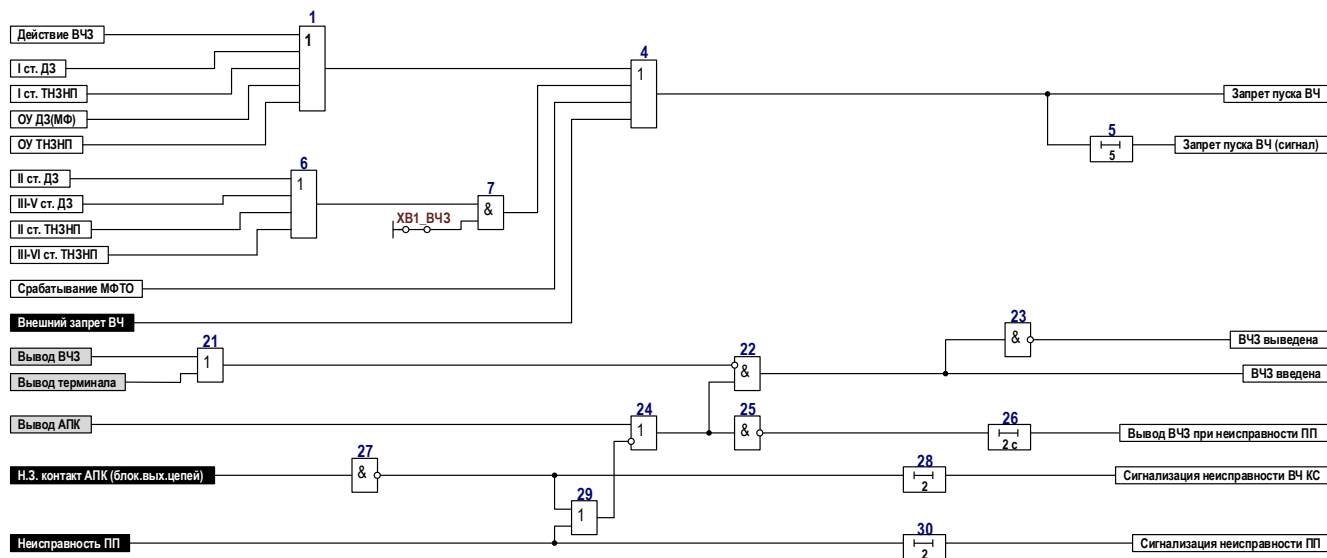 1
Действие ВЧЗ
1
I ст. ДЗ
I ст. ТНЗНП
ОУ ДЗ(МФ)
ОУ ТНЗНП
4
1
Запрет пуска ВЧ
5
5
Запрет пуска ВЧ (сигнал)
6
1
II ст. ДЗ
III-V ст. ДЗ
II ст. ТНЗНП
III-VI ст. ТНЗНП
7
&
ХВ1_ВЧЗ
Срабатывание МФТО
Внешний запрет ВЧ
23
&
ВЧЗ выведена
21
1
Вывод ВЧЗ
Вывод терминала
22
&
ВЧЗ введена
Вывод АПК
24
1
25
&
26
2 с
Вывод ВЧЗ при неисправности ПП
27
&
Н.З. контакт АПК (блок.вых.цепей)
28
2
Сигнализация неисправности ВЧ КС
29
1
Неисправность ПП
30
2
Сигнализация неисправности ПП